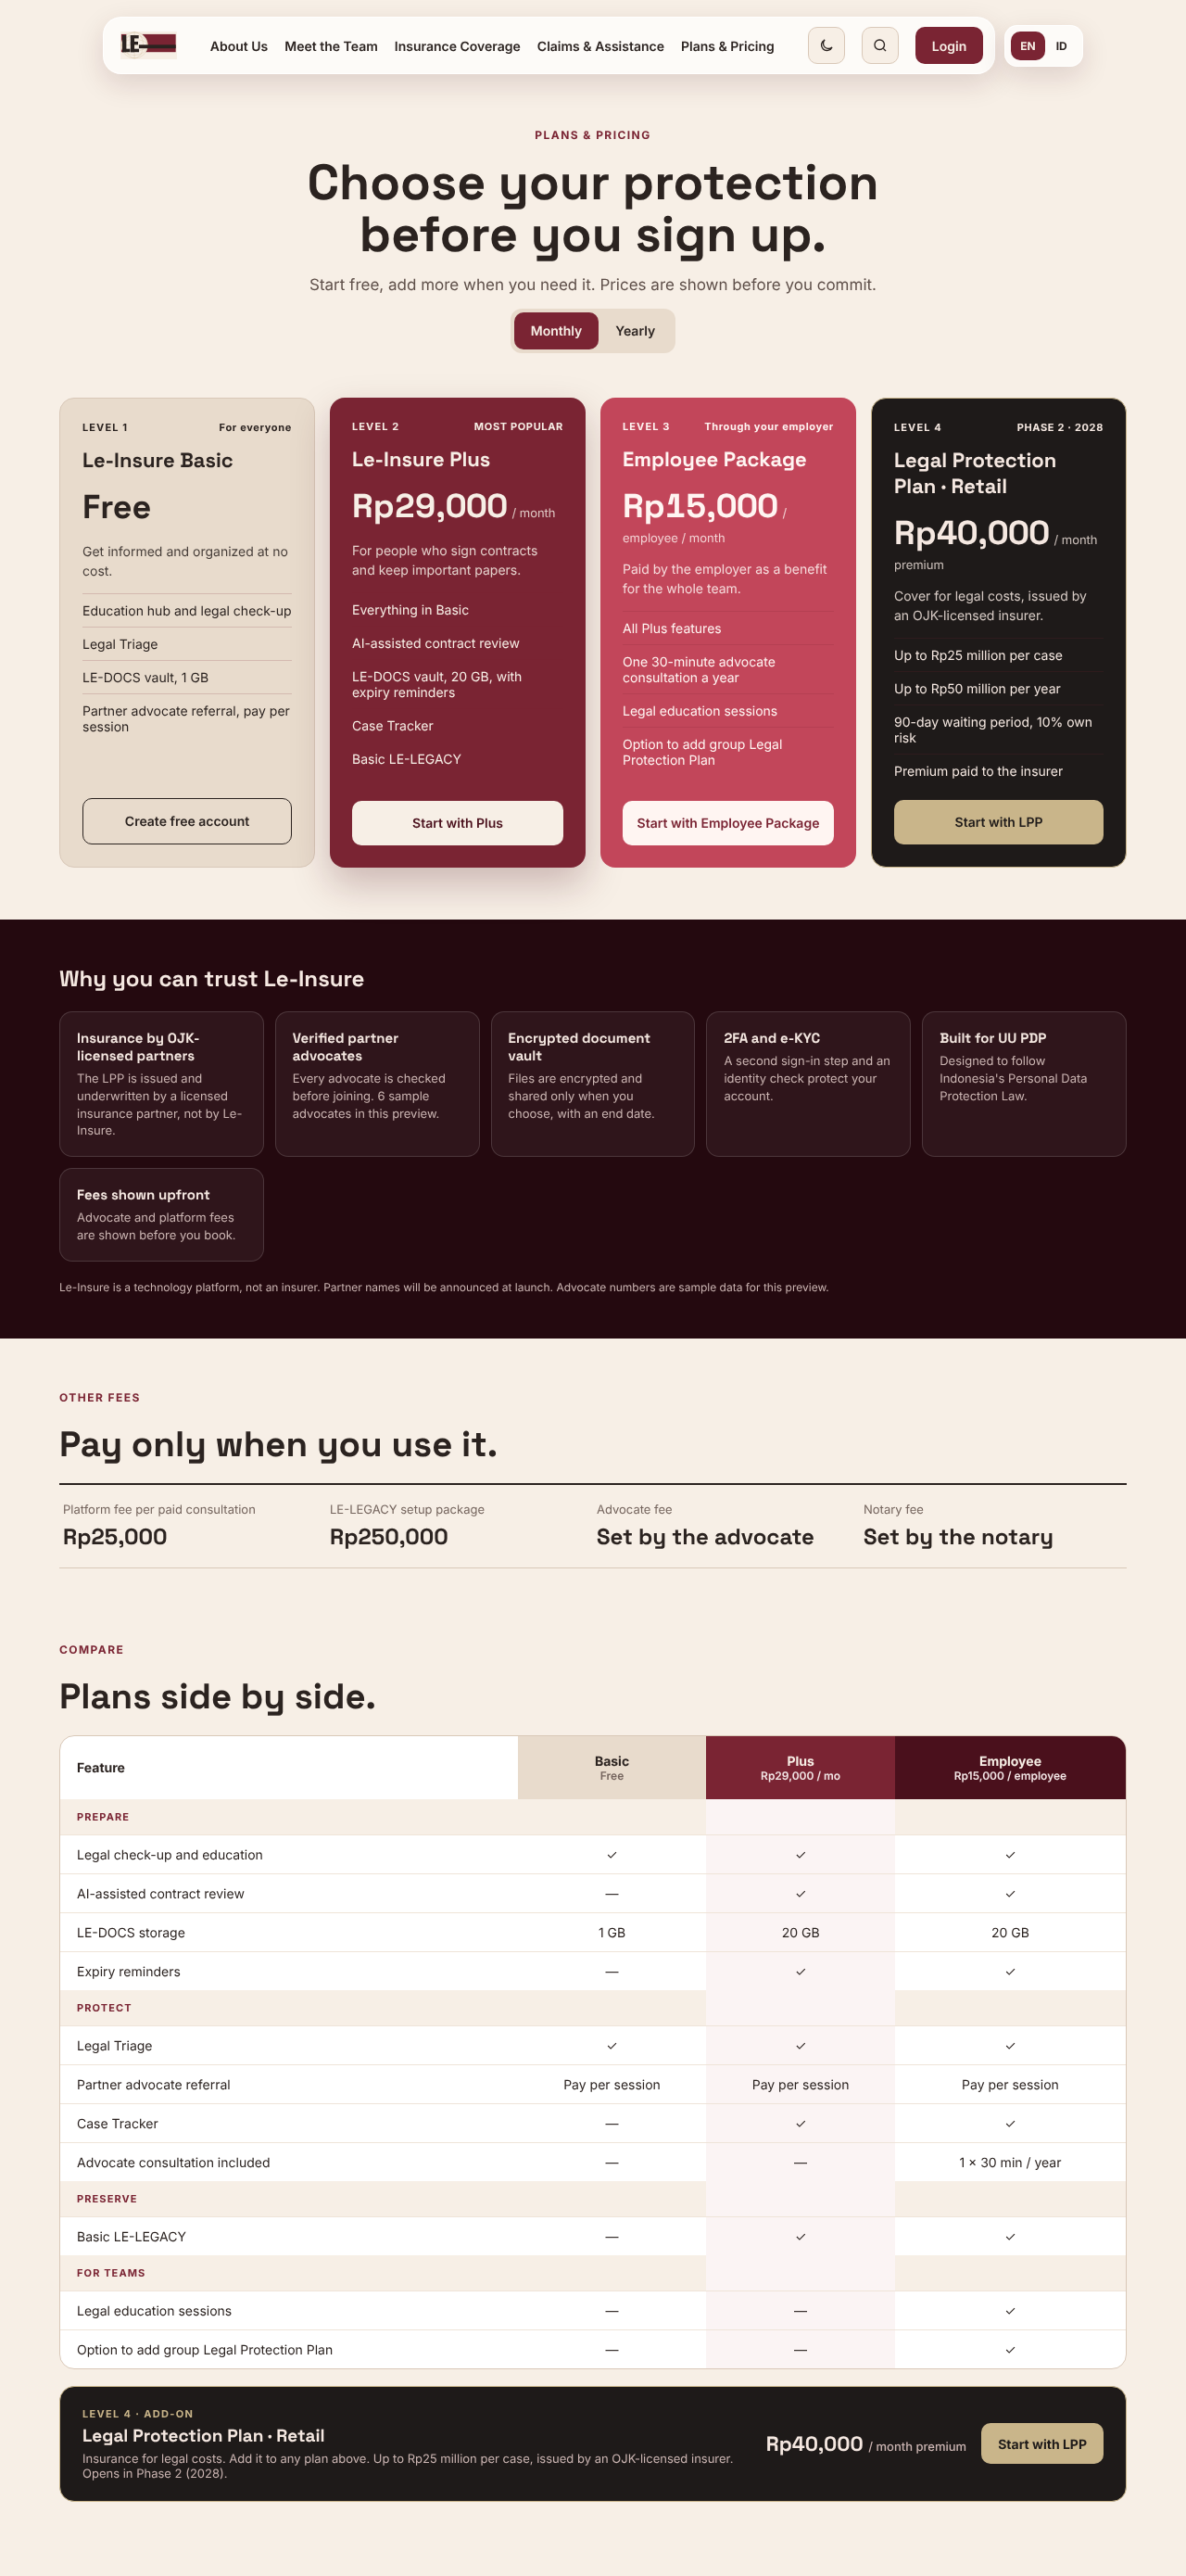 LE
About Us
Meet the Team
Insurance Coverage
Claims & Assistance
Plans & Pricing
Login
EN
ID
PLANS & PRICING
Choose your protection
before you sign up.
Start free, add more when you need it. Prices are shown before you commit.
Monthly
Yearly
LEVEL 1
For everyone
Le-Insure Basic
Free
Get informed and organized at no
cost.
Education hub and legal check-up
Legal Triage
LE-DOCS vault, 1 GB
Partner advocate referral, pay per
session
Create free account
LEVEL 2
MOST POPULAR
Le-Insure Plus
Rp29,000 / month
For people who sign contracts
and keep important papers.
Everything in Basic
AI-assisted contract review
LE-DOCS vault, 20 GB, with
expiry reminders
Case Tracker
Basic LE-LEGACY
Start with Plus
LEVEL 3
Through your employer
Employee Package
Rp15,000 /
employee / month
Paid by the employer as a benefit
for the whole team.
All Plus features
One 30-minute advocate
consultation a year
Legal education sessions
Option to add group Legal
Protection Plan
Start with Employee Package
LEVEL 4
PHASE 2 · 2028
Legal Protection
Plan · Retail
Rp40,000 / month
premium
Cover for legal costs, issued by
an OJK-licensed insurer.
Up to Rp25 million per case
Up to Rp50 million per year
90-day waiting period, 10% own
risk
Premium paid to the insurer
Start with LPP
Why you can trust Le-Insure
Insurance by OJK-
licensed partners
The LPP is issued and
underwritten by a licensed
insurance partner, not by Le-
Insure.
Verified partner
advocates
Every advocate is checked
before joining. 6 sample
advocates in this preview.
Encrypted document
vault
Files are encrypted and
shared only when you
choose, with an end date.
2FA and e-KYC
A second sign-in step and an
identity check protect your
account.
Built for UU PDP
Designed to follow
Indonesia's Personal Data
Protection Law.
Fees shown upfront
Advocate and platform fees
are shown before you book.
Le-Insure is a technology platform, not an insurer. Partner names will be announced at launch. Advocate numbers are sample data for this preview.
OTHER FEES
Pay only when you use it.
Platform fee per paid consultation
Rp25,000
LE-LEGACY setup package
Rp250,000
Advocate fee
Set by the advocate
Notary fee
Set by the notary
COMPARE
Plans side by side.
Feature
Basic
Free
Plus
Rp29,000 / mo
Employee
Rp15,000 / employee
PREPARE
Legal check-up and education ✓ ✓ ✓
AI-assisted contract review — ✓ ✓
LE-DOCS storage 1 GB 20 GB 20 GB
Expiry reminders — ✓ ✓
PROTECT
Legal Triage ✓ ✓ ✓
Partner advocate referral Pay per session Pay per session Pay per session
Case Tracker — ✓ ✓
Advocate consultation included — — 1 × 30 min / year
PRESERVE
Basic LE-LEGACY — ✓ ✓
FOR TEAMS
Legal education sessions — — ✓
Option to add group Legal Protection Plan — — ✓
LEVEL 4 · ADD-ON
Legal Protection Plan · Retail
Insurance for legal costs. Add it to any plan above. Up to Rp25 million per case, issued by an OJK-licensed insurer.
Opens in Phase 2 (2028).
Rp40,000 / month premium
Start with LPP